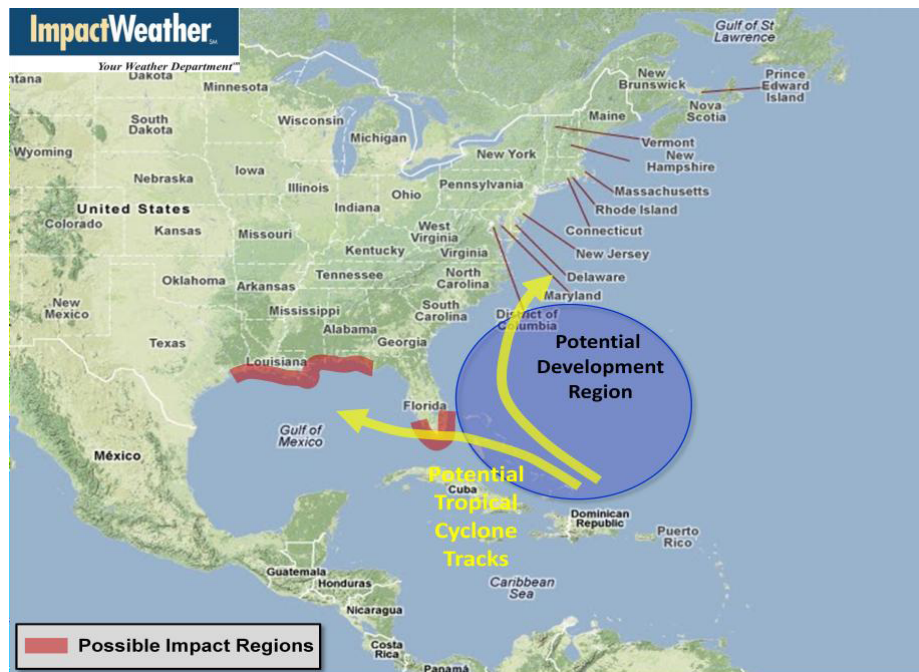 ImpactWeather SM
Your Weather Department SM
Gulf of St
Lawrence
New
Brunswick
Prince
Edward
Island
Nova
Scotia
Maine
ntana
Dakota
Minnesota
South
Dakota
Wisconsin
Michigan
Vermont
New
Hampshire
Wyoming
New York
Massachusetts
Nebraska
Iowa
Illinois
Indiana
Ohio
Pennsylvania
Rhode Island
Connecticut
United States
Colorado
Kansas
Missouri
West
Virginia
Kentucky
Virginia
New Jersey
Delaware
Maryland
District of
Columbia
Oklahoma
Arkansas
Tennessee
North
Carolina
New
Mexico
Mississippi
Alabama
South
Carolina
Georgia
Texas
Louisiana
Potential
Development
Region
Florida
Gulf of
Mexico
México
Potential
Tropical
Cyclone
Tracks
Cuba
Dominican
Republic
Puerto
Rico
Guatemala
Honduras
Caribbean
Sea
Nicaragua
Costa
Rica
Panamá
Possible Impact Regions